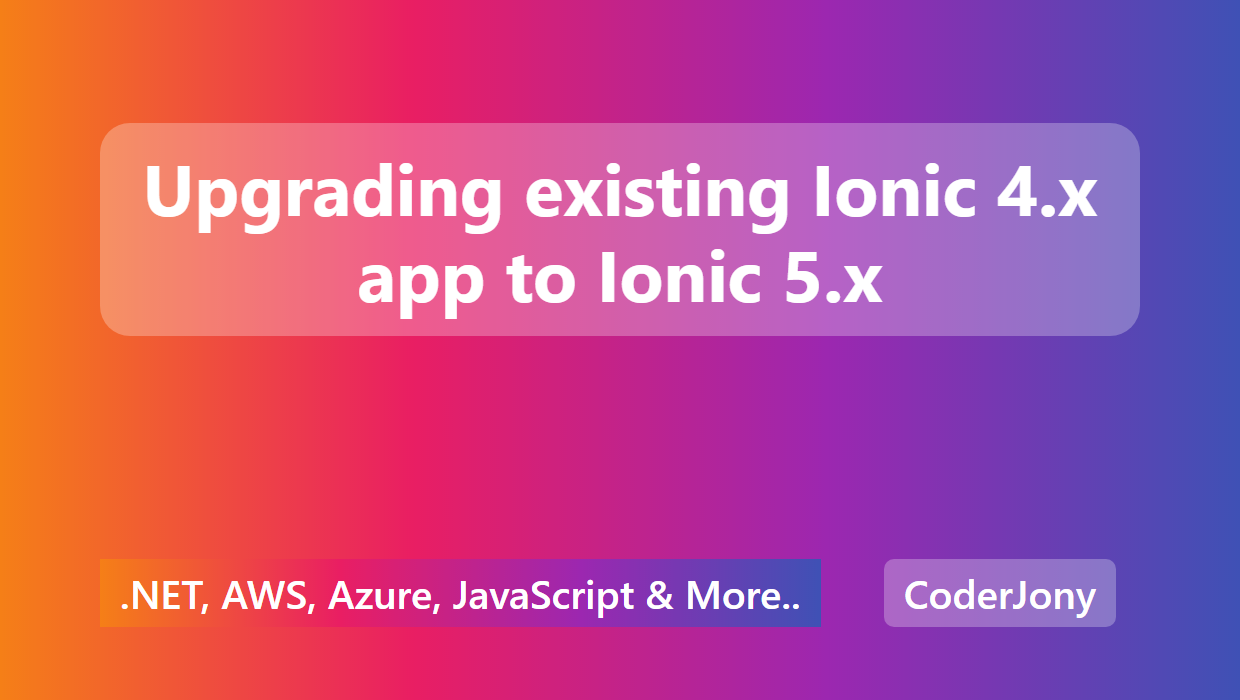 Upgrading existing Ionic 4.x
app to Ionic 5.x
.NET, AWS, Azure, JavaScript & More..
CoderJony